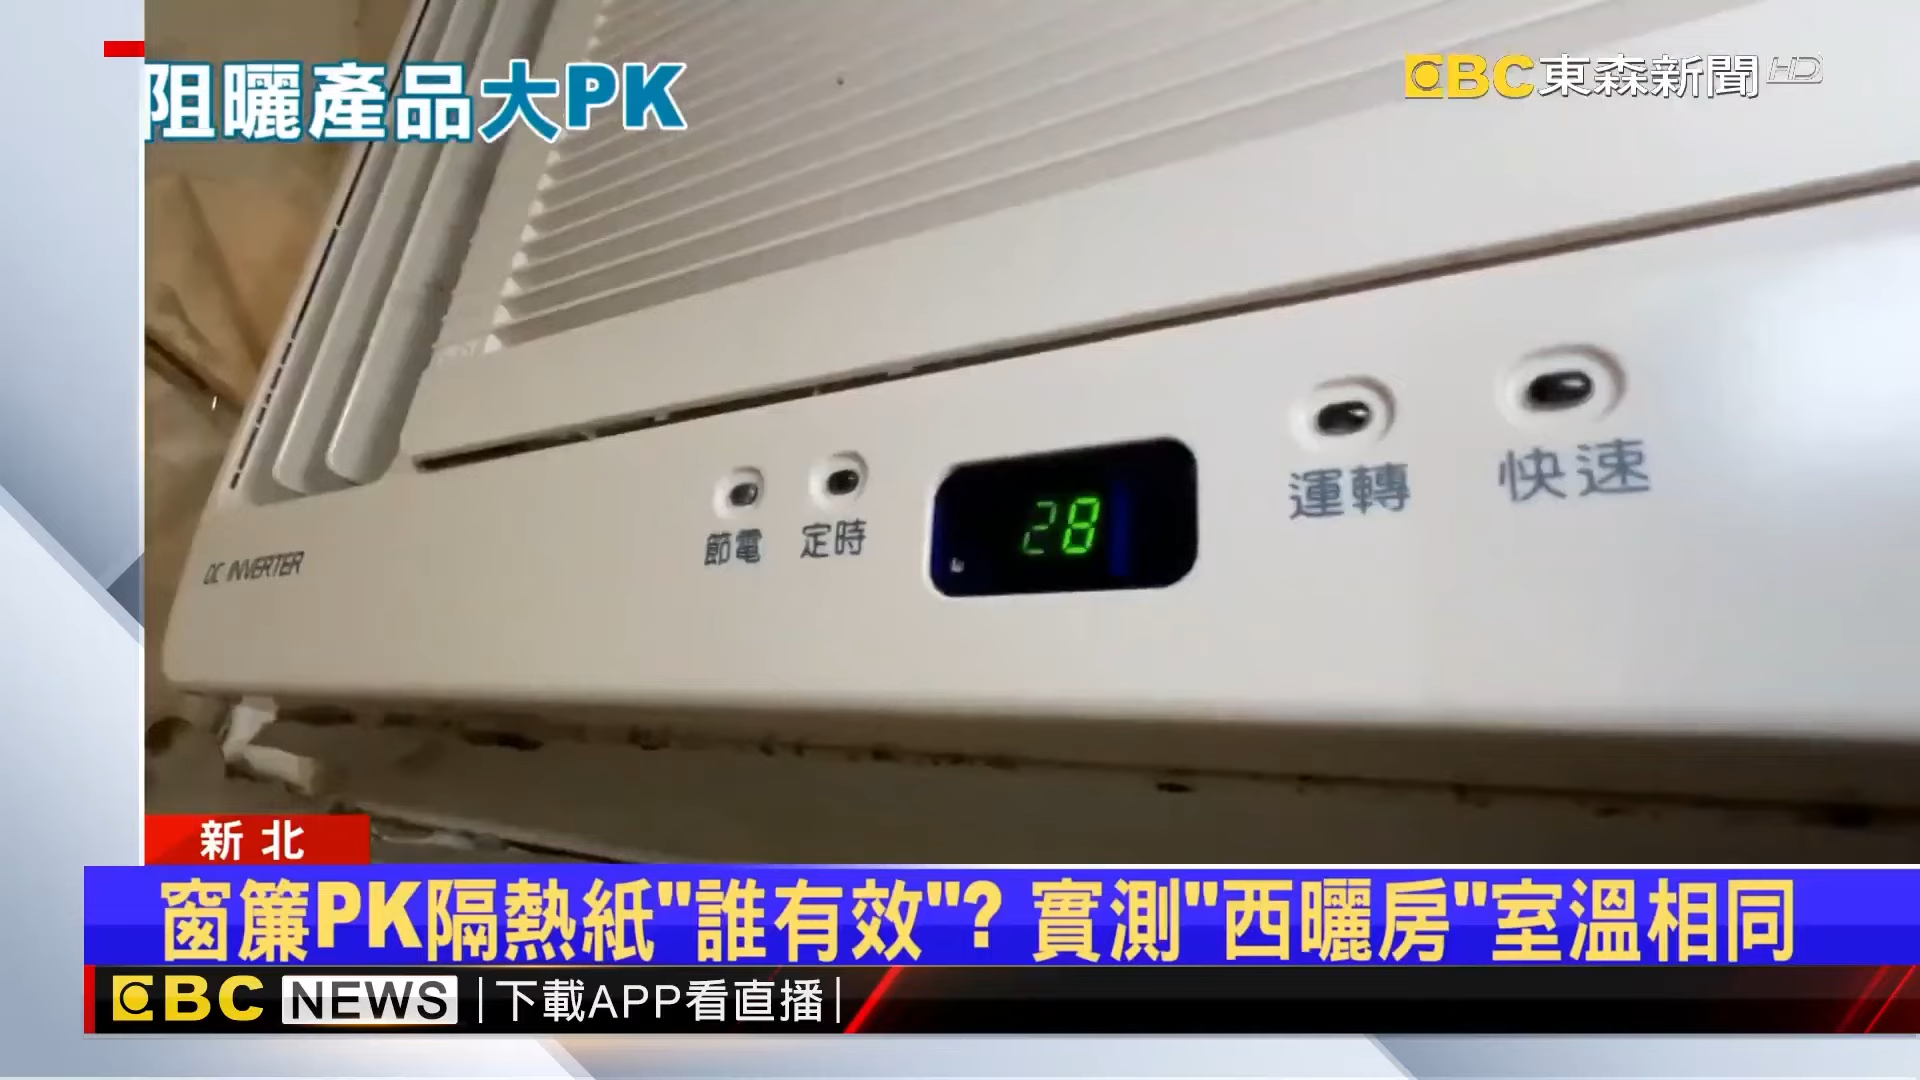 阻曬產品大PK
EBC東森新聞HD
DC INVERTER
節電
定時
28
運轉
快速
新北
窗簾PK隔熱紙"誰有效"? 實測"西曬房"室溫相同
EBC NEWS 下載APP看直播